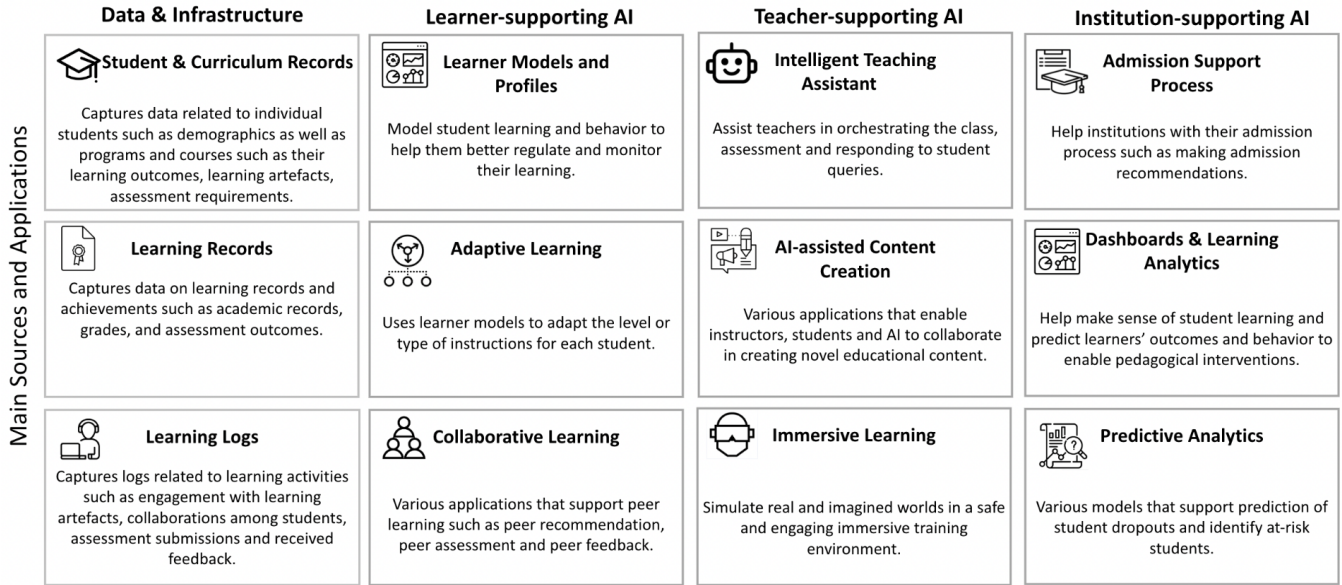 Data & Infrastructure
Learner-supporting AI
Teacher-supporting AI
Institution-supporting AI
Main Sources and Applications
Student & Curriculum Records
Captures data related to individual
students such as demographics as well as
programs and courses such as their
learning outcomes, learning artefacts,
assessment requirements.
Learner Models and
Profiles
Model student learning and behavior to
help them better regulate and monitor
their learning.
Intelligent Teaching
Assistant
Assist teachers in orchestrating the class,
assessment and responding to student
queries.
Admission Support
Process
Help institutions with their admission
process such as making admission
recommendations.
Learning Records
Captures data on learning records and
achievements such as academic records,
grades, and assessment outcomes.
Adaptive Learning
Uses learner models to adapt the level or
type of instructions for each student.
AI-assisted Content
Creation
Various applications that enable
instructors, students and AI to collaborate
in creating novel educational content.
Dashboards & Learning
Analytics
Help make sense of student learning and
predict learners’ outcomes and behavior to
enable pedagogical interventions.
Learning Logs
Captures logs related to learning activities
such as engagement with learning
artefacts, collaborations among students,
assessment submissions and received
feedback.
Collaborative Learning
Various applications that support peer
learning such as peer recommendation,
peer assessment and peer feedback.
Immersive Learning
Simulate real and imagined worlds in a safe
and engaging immersive training
environment.
Predictive Analytics
Various models that support prediction of
student dropouts and identify at-risk
students.